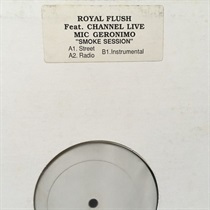 ROYAL FLUSH
Feat. CHANNEL LIVE
MIC GERONIMO
"SMOKE SESSION"
A1. Street
A2. Radio
B1.Instrumental